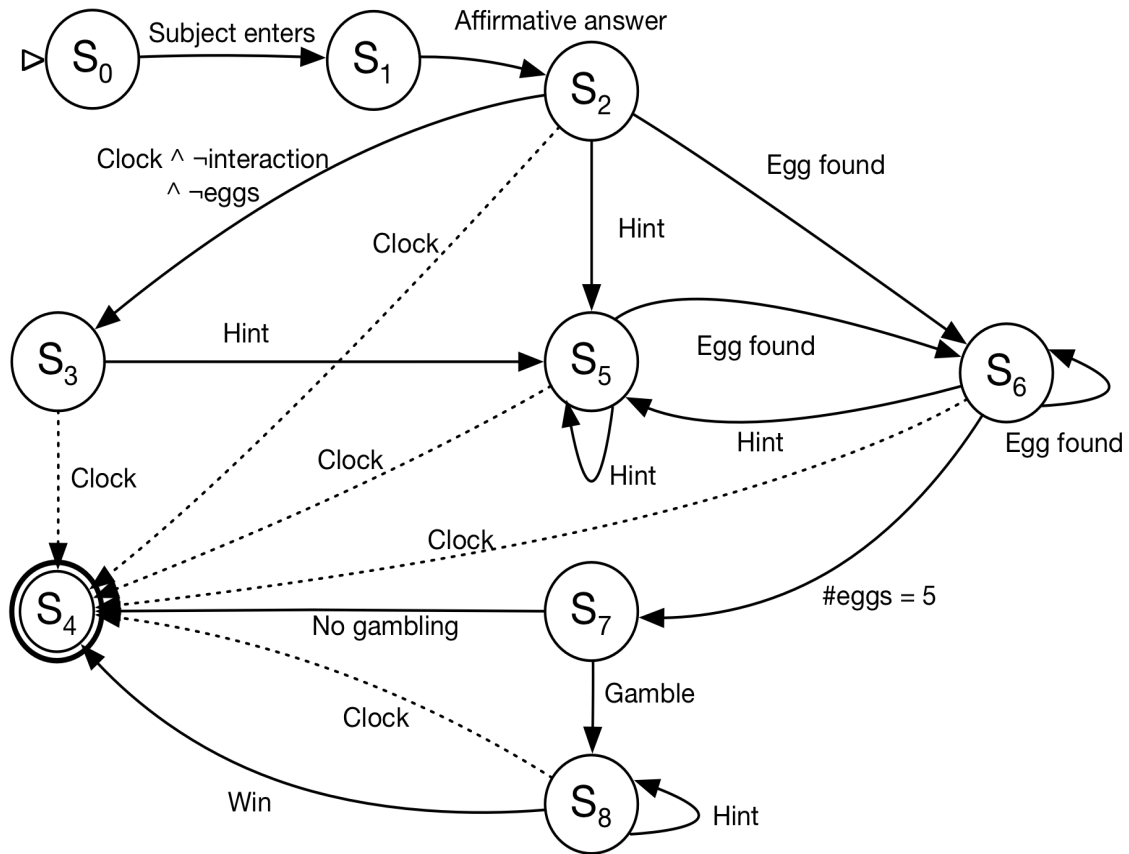 Affirmative answer
Subject enters
S0
S1
S2
Clock ^ ¬interaction
^ ¬eggs
Egg found
Clock
Hint
Hint
Egg found
S3
S5
S6
Hint
Egg found
Clock
Clock
Hint
Clock
#eggs = 5
S4
S7
No gambling
Gamble
Clock
Win
S8
Hint